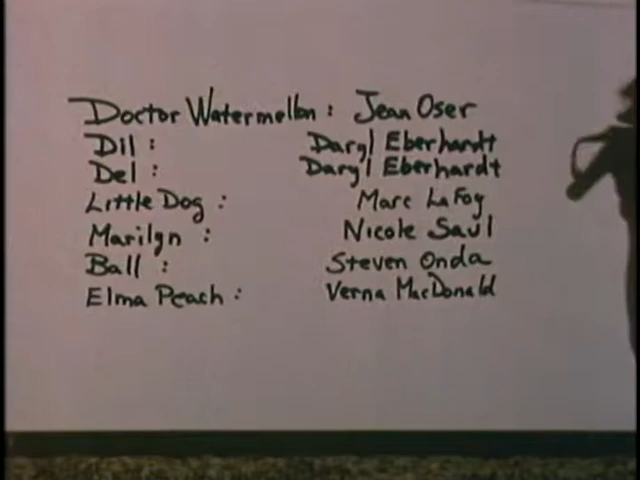 Doctor Watermellon: Jean Oser
Dil: Daryl Eberhardt
Del: Daryl Eberhardt
Little Dog: Marc LaFoy
Marilyn: Nicole Saul
Ball: Steven Onda
Elma Peach: Verna MacDonald